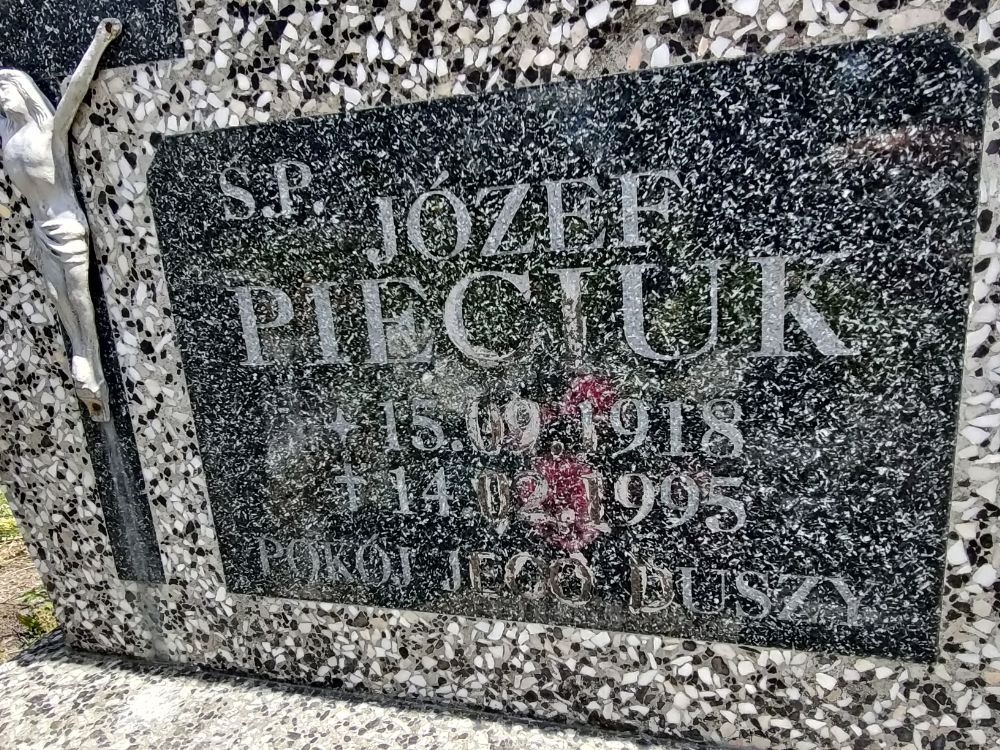 Ś.P. JÓZEF
PIECIUK
✦ 15.09.1918
✝ 14.02.1995
POKÓJ JEGO DUSZY